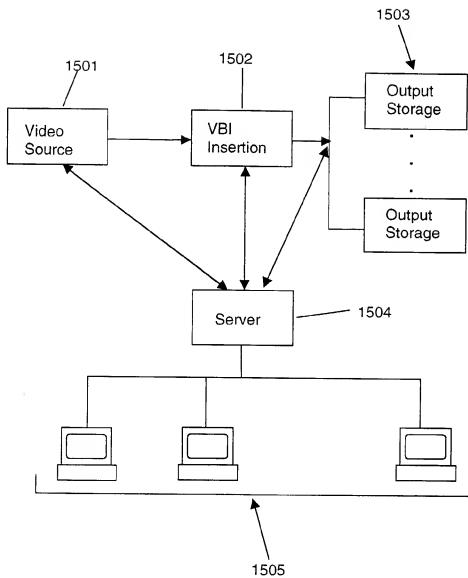 1503
1501
1502
Output
Storage
Video
Source
VBI
Insertion
Output
Storage
Server
1504
1505